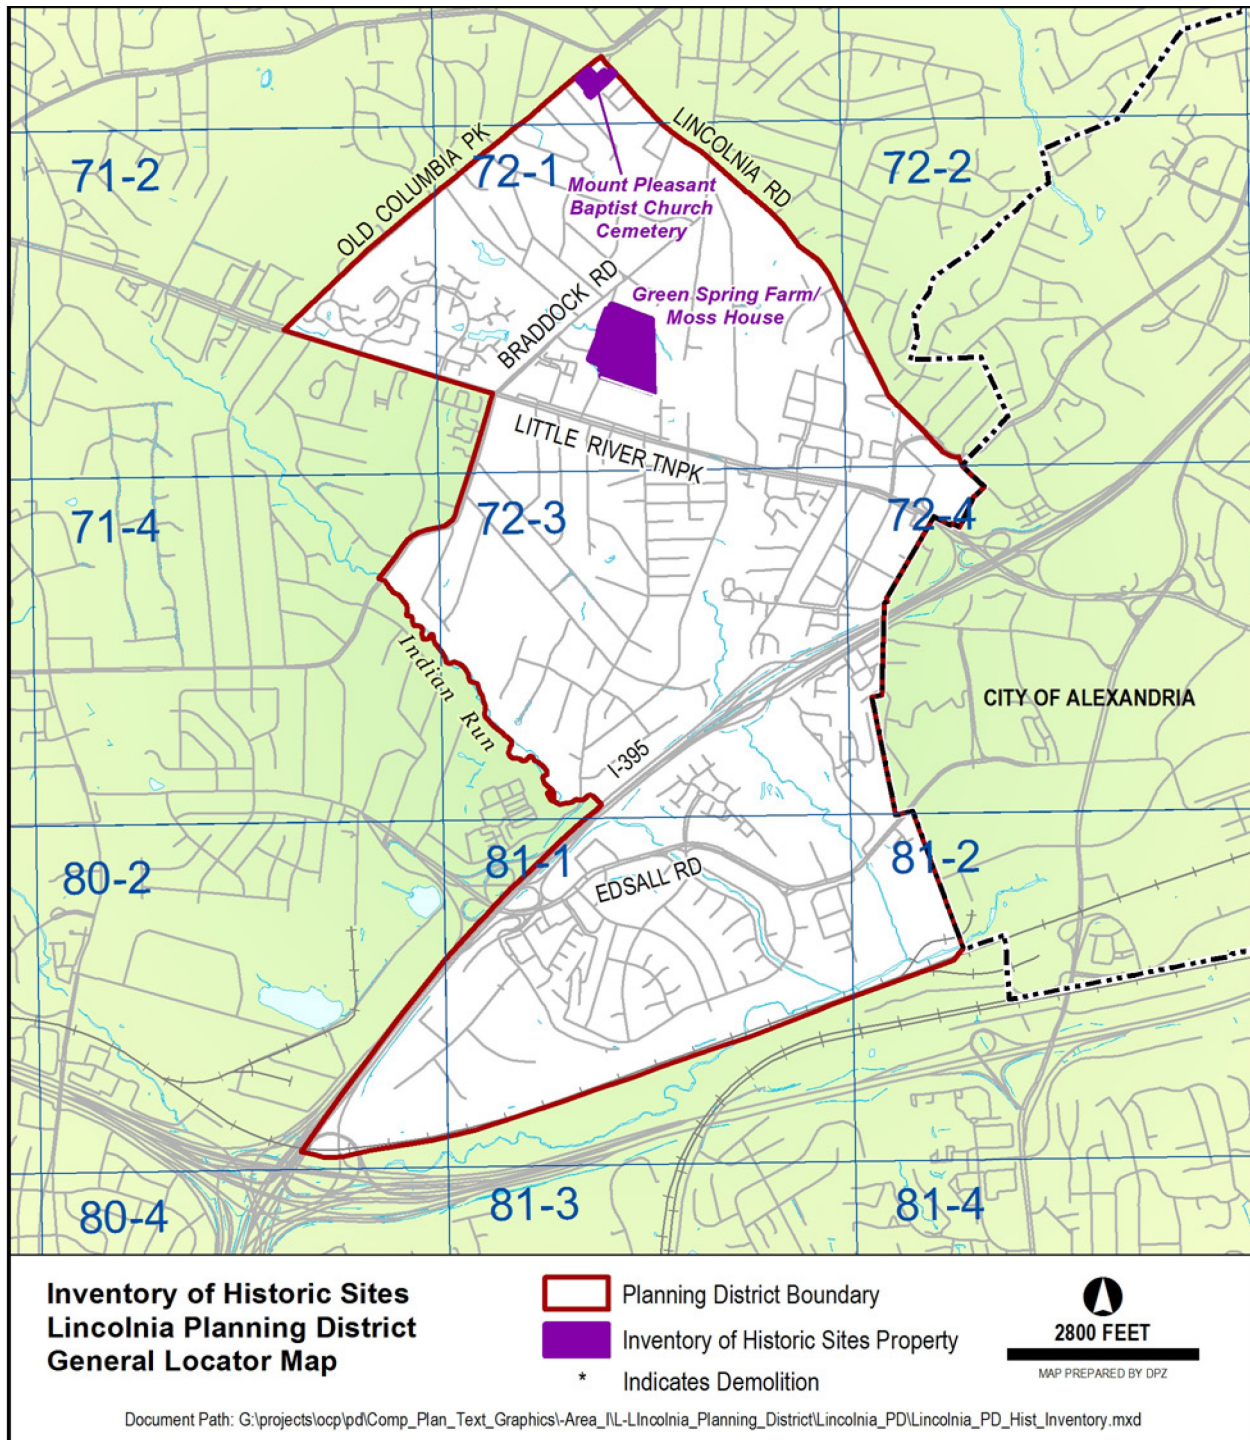 OLD COLUMBIA PK
LINCOLNIA RD
71-2
72-1
72-2
Mount Pleasant
Baptist Church
Cemetery
BRADDOCK RD
Green Spring Farm/
Moss House
LITTLE RIVER TNPK
71-4
72-3
72-4
Indian Run
CITY OF ALEXANDRIA
I-395
80-2
81-1
EDSALL RD
81-2
80-4
81-3
81-4
Inventory of Historic Sites
Lincolnia Planning District
General Locator Map
Planning District Boundary
Inventory of Historic Sites Property
* Indicates Demolition
2800 FEET
MAP PREPARED BY DPZ
Document Path: G:\projects\ocp\pd\Comp_Plan_Text_Graphics\-Area_I\L-LIncolnia_Planning_District\Lincolnia_PD\Lincolnia_PD_Hist_Inventory.mxd